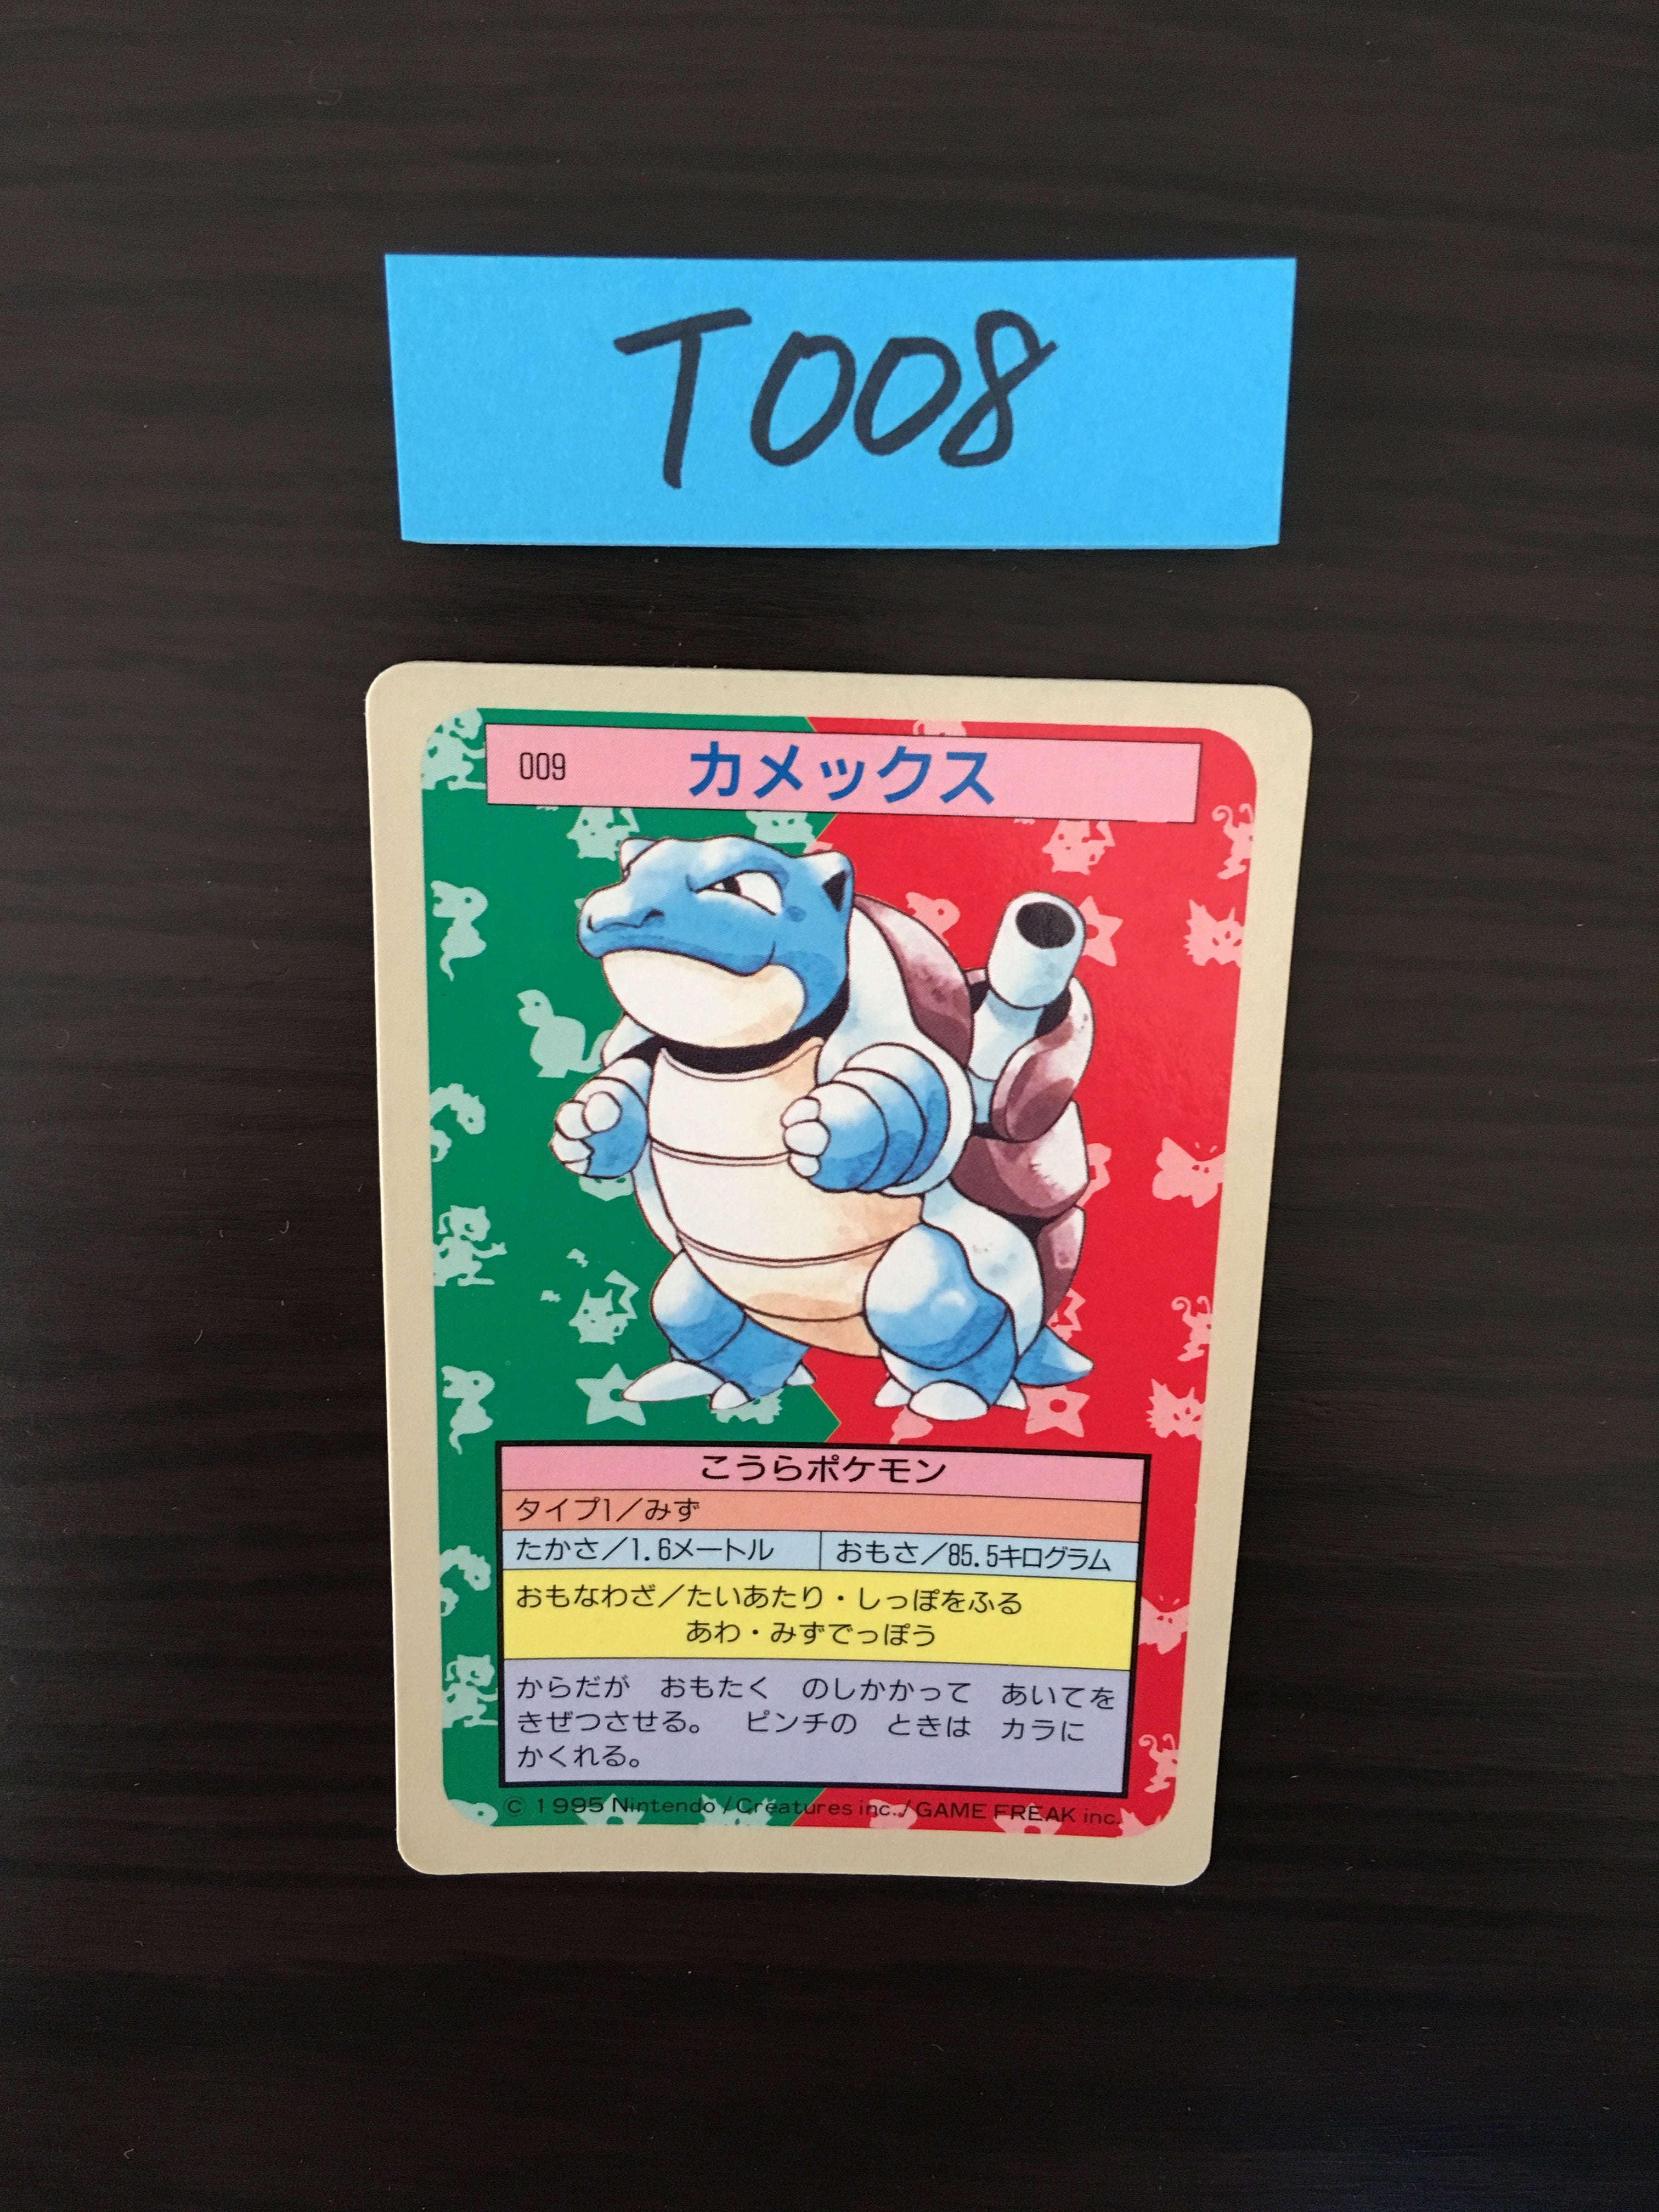 T008
009 カメックス
こうらポケモン
タイプ1／みず
たかさ／1.6メートル おもさ／85.5キログラム
おもなわざ／たいあたり・しっぽをふる
あわ・みずでっぽう
からだが　おもたく　のしかかって　あいてを
きぜつさせる。　ピンチの　ときは　カラに
かくれる。
© 1995 Nintendo/Creatures inc./GAME FREAK inc.